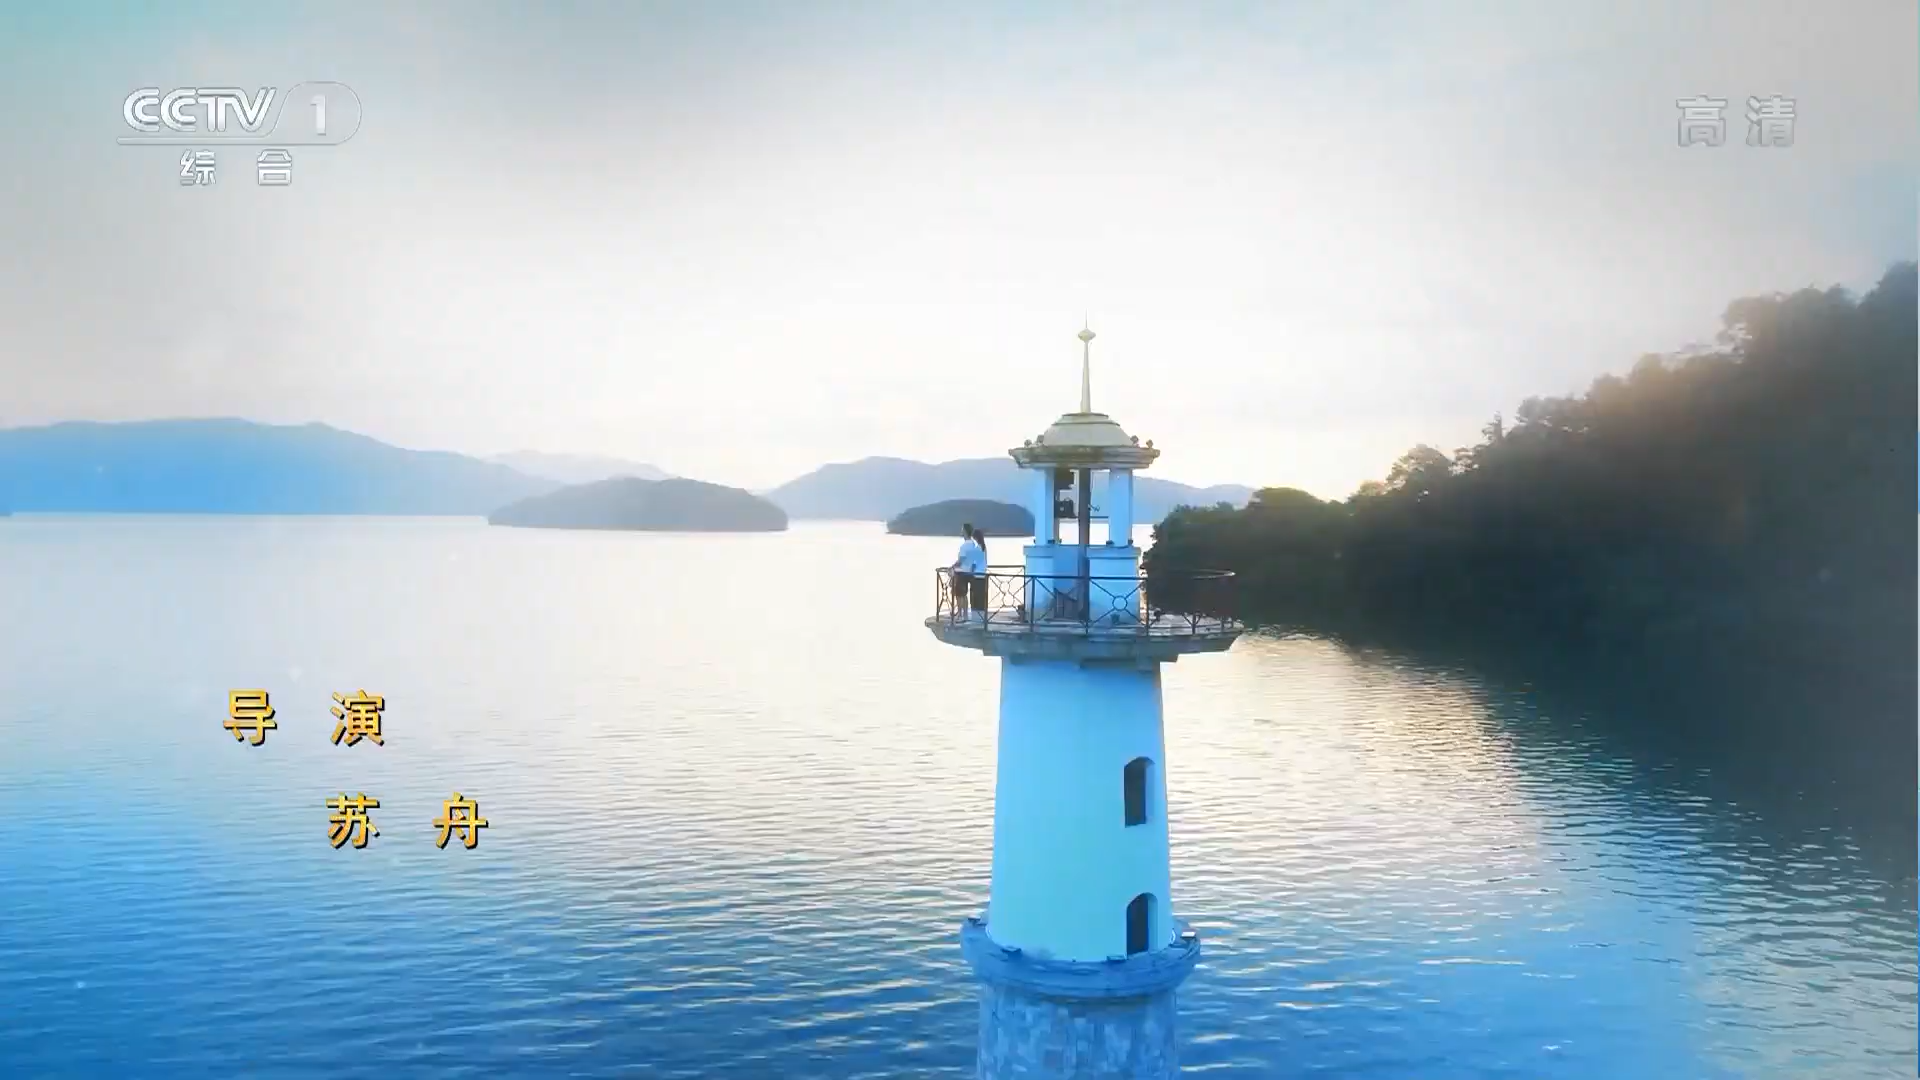 CCTV 1
综 合
高 清
导 演
苏 舟